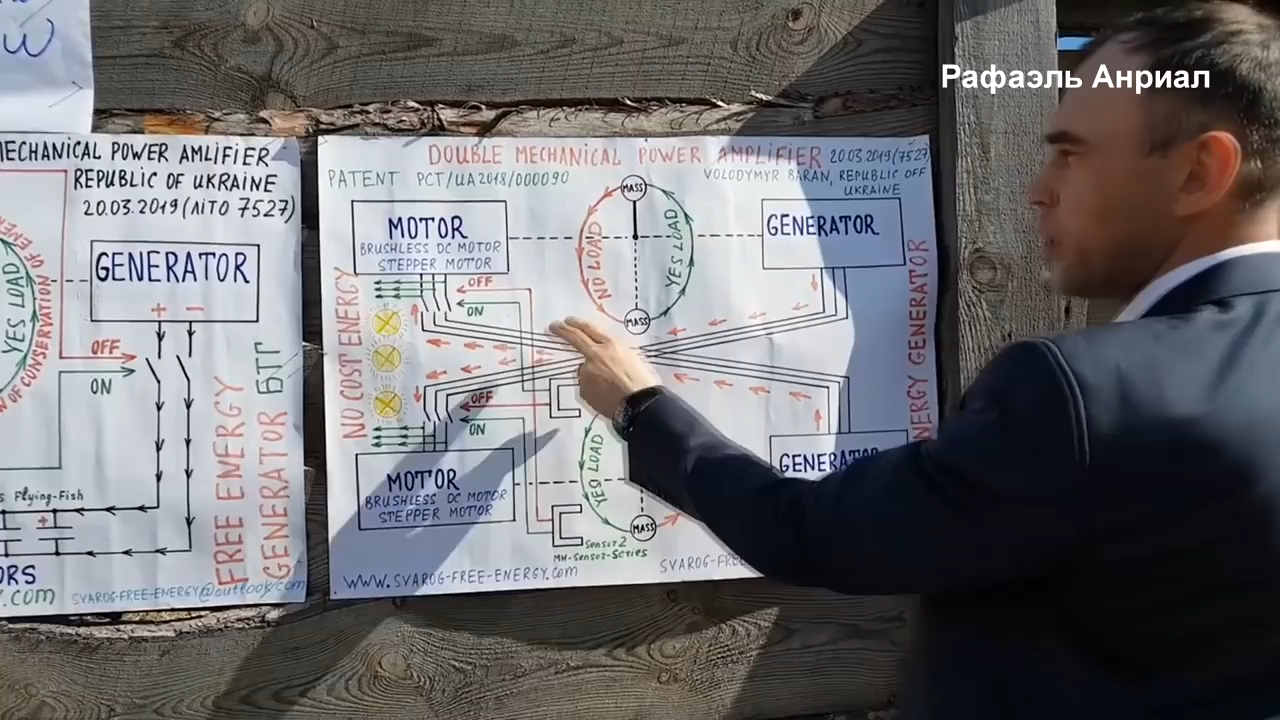 Рафаэль Анриал
MECHANICAL POWER AMLIFIER
REPUBLIC OF UKRAINE
20.03.2019 (ЛІТО 7527)
GENERATOR
+ −
YES LOAD
OF CONSERVATION OF
OFF
ON
FREE ENERGY
GENERATOR БТГ
Flying-Fish
+
SVAROG-FREE-ENERGY@outlook.com
DOUBLE MECHANICAL POWER AMPLIFIER
20.03.2019 (7527)
PATENT PCT/UA2018/000090
VOLODYMYR BARAN, REPUBLIC OFF
UKRAINE
MOTOR
BRUSHLESS DC MOTOR
STEPPER MOTOR
MASS
NO LOAD
YES LOAD
MASS
GENERATOR
NO COST ENERGY
OFF
ON
ENERGY GENERATOR
OFF
ON
MOTOR
BRUSHLESS DC MOTOR
STEPPER MOTOR
YES LOAD
MASS
GENERATOR
Sensor 2
MH-Sensor-Series
WWW.SVAROG-FREE-ENERGY.com
SVAROG-FREE-